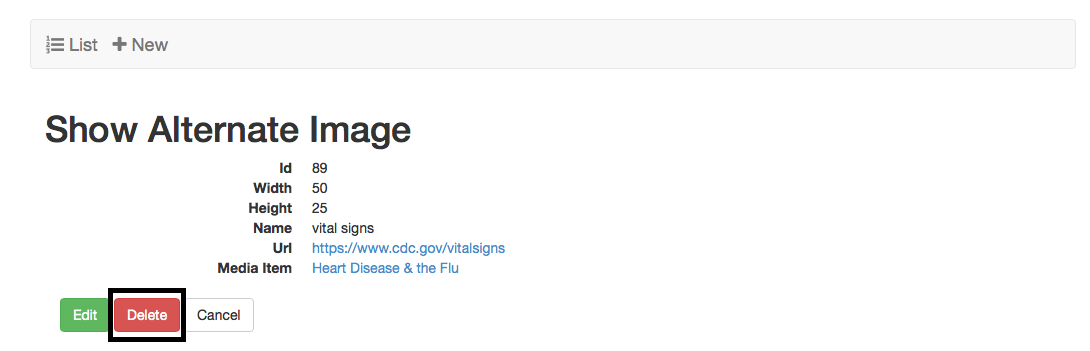 List New
Show Alternate Image
Id 89
Width 50
Height 25
Name vital signs
Url https://www.cdc.gov/vitalsigns
Media Item Heart Disease & the Flu
Edit Delete Cancel